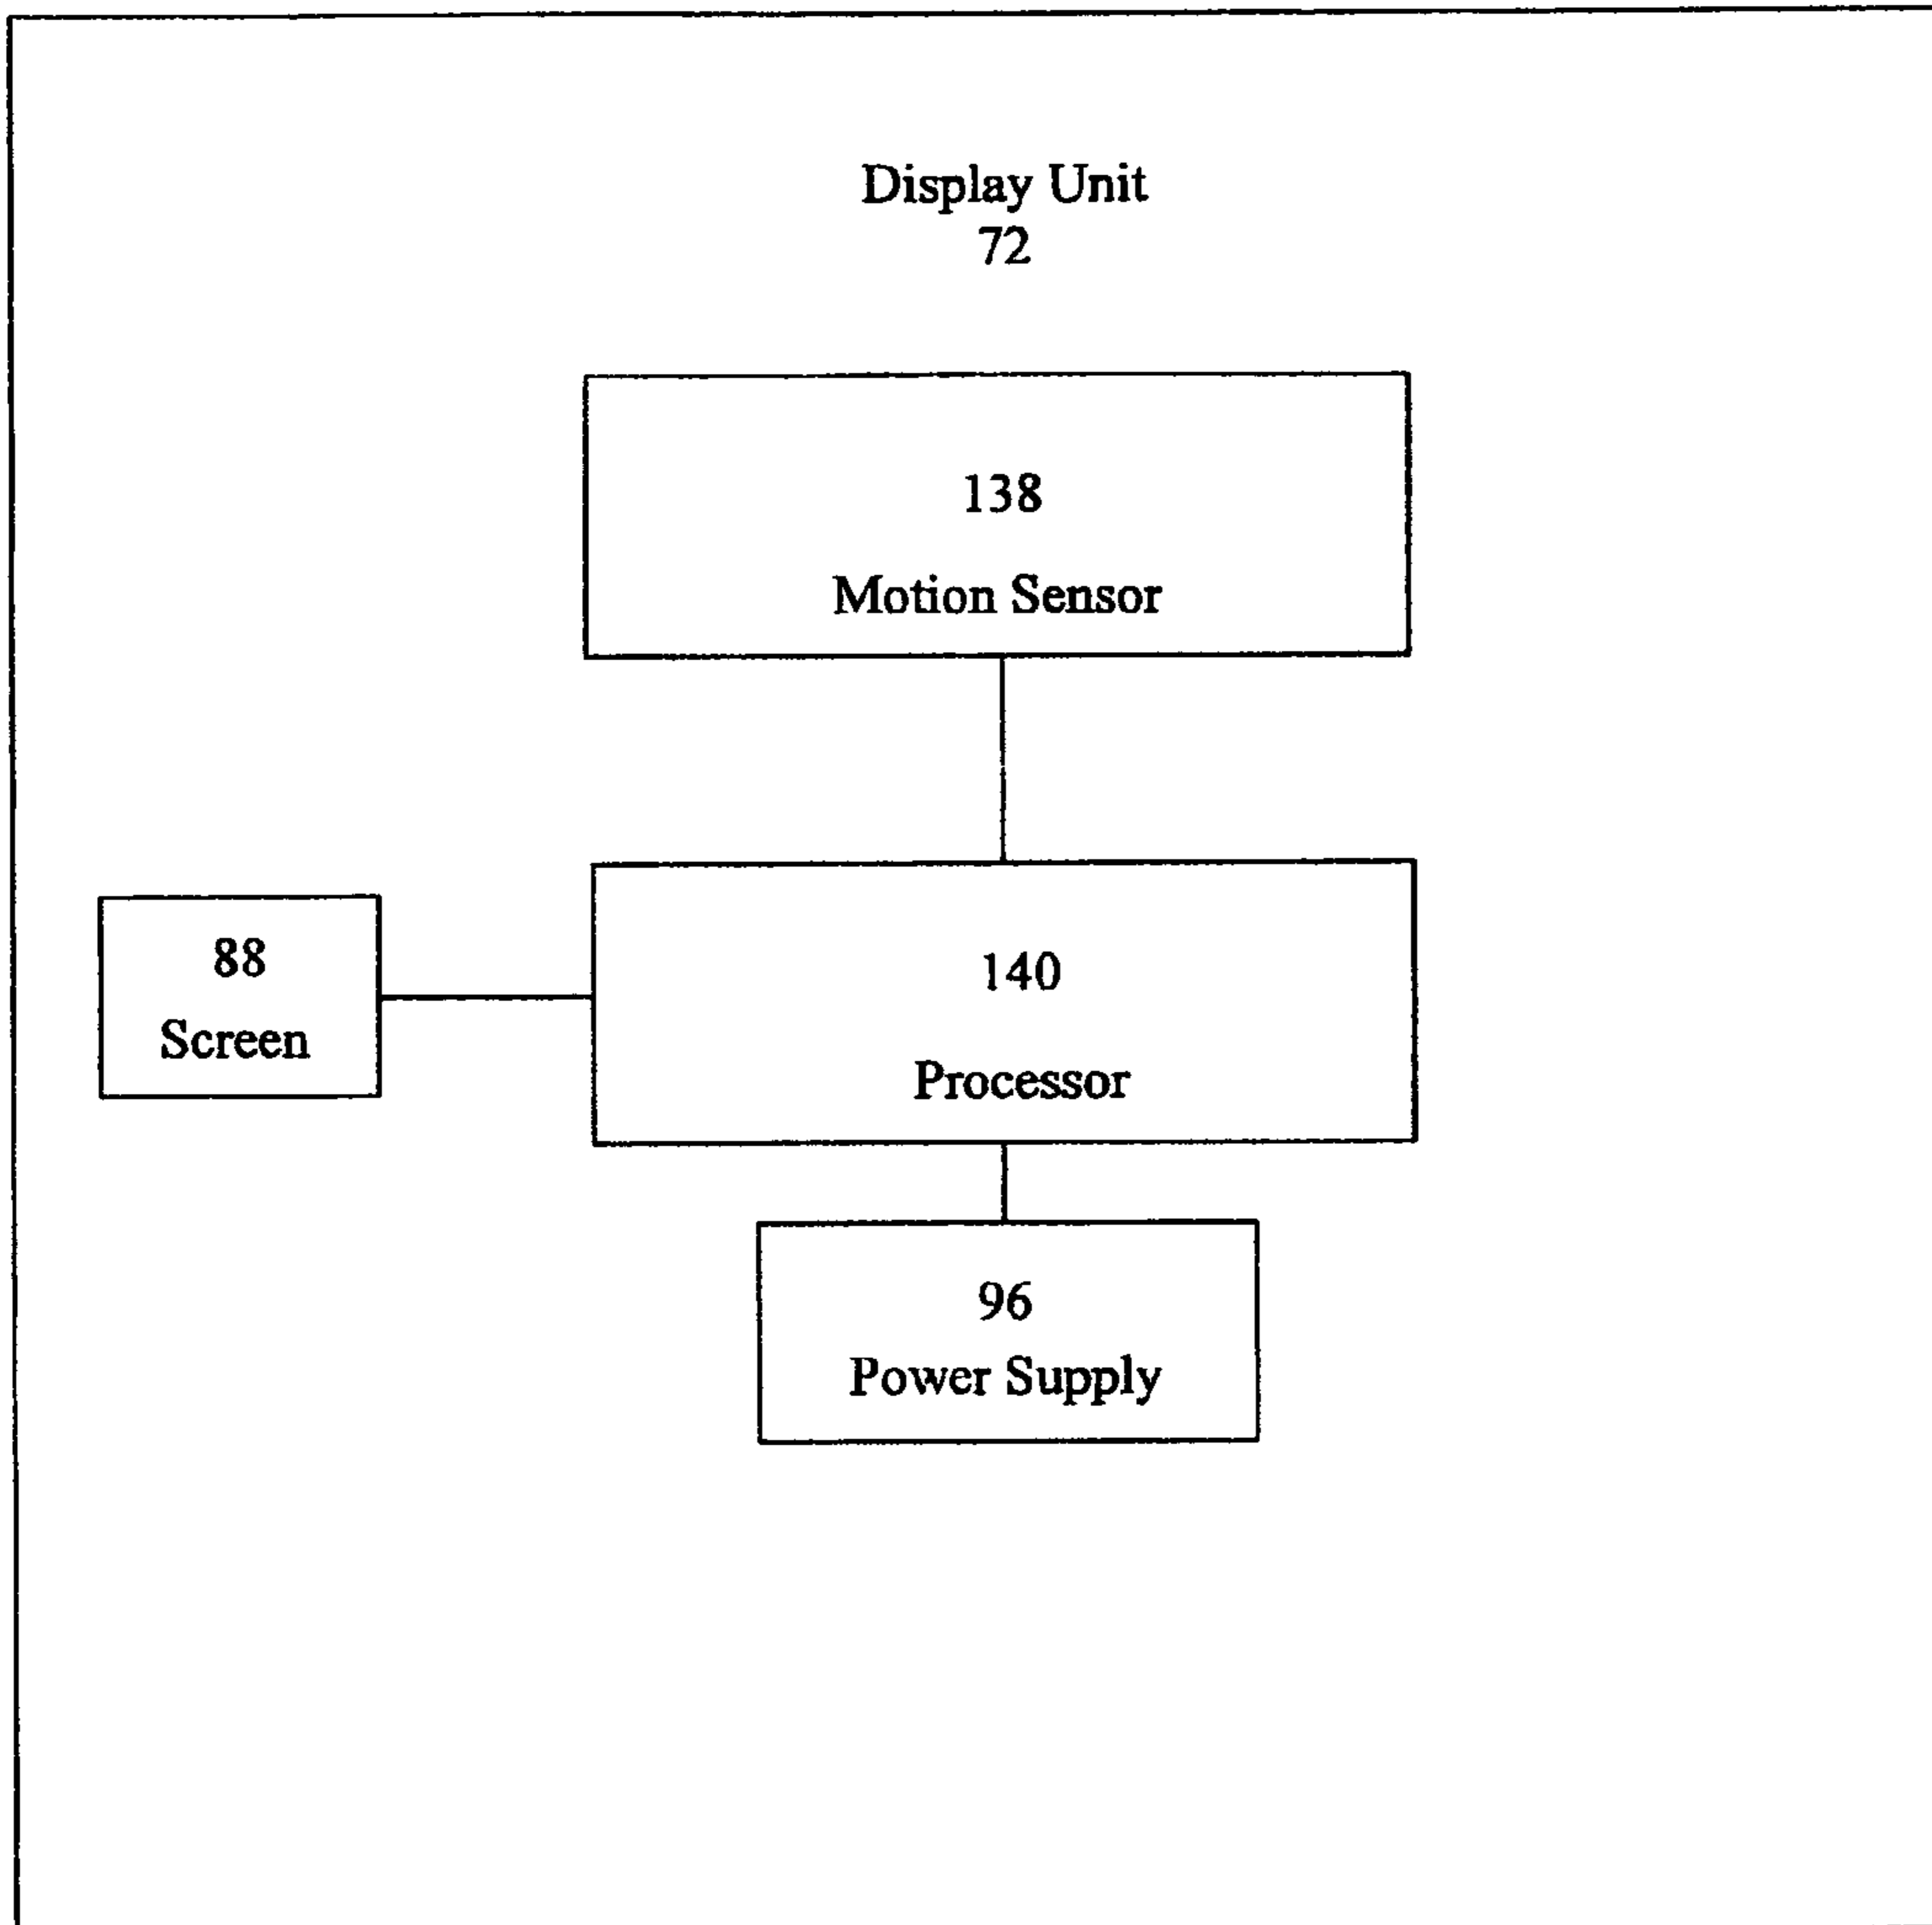 Display Unit
72
138
Motion Sensor
88
Screen
140
Processor
96
Power Supply